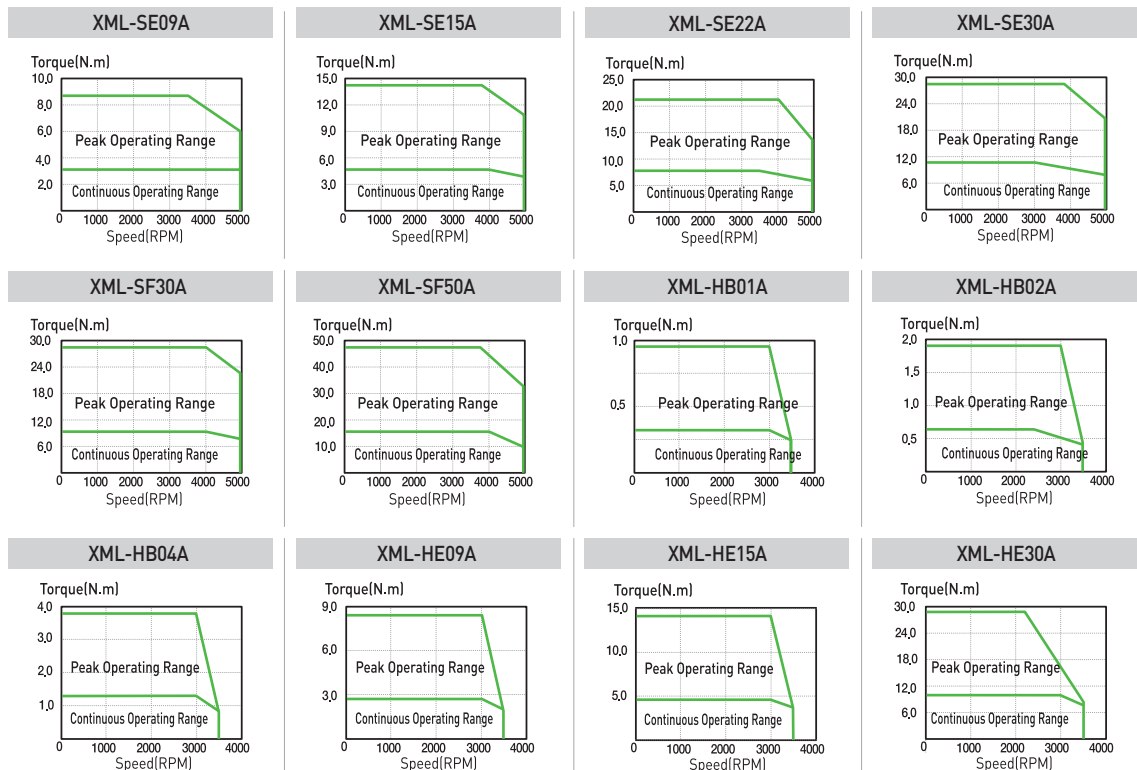 XML-SE09A
Torque(N.m)
10,0
8,0
6,0
4,0
2,0
Peak Operating Range
Continuous Operating Range
0 1000 2000 3000 4000 5000
Speed(RPM)
XML-SE15A
Torque(N.m)
15,0
12,0
9,0
6,0
3,0
Peak Operating Range
Continuous Operating Range
0 1000 2000 3000 4000 5000
Speed(RPM)
XML-SE22A
Torque(N.m)
25,0
20,0
15,0
10,0
5,0
Peak Operating Range
Continuous Operating Range
0 1000 2000 3000 4000 5000
Speed(RPM)
XML-SE30A
Torque(N.m)
30,0
24,0
18,0
12,0
6,0
Peak Operating Range
Continuous Operating Range
0 1000 2000 3000 4000 5000
Speed(RPM)
XML-SF30A
Torque(N.m)
30,0
24,0
18,0
12,0
6,0
Peak Operating Range
Continuous Operating Range
0 1000 2000 3000 4000 5000
Speed(RPM)
XML-SF50A
Torque(N.m)
50,0
40,0
30,0
20,0
10,0
Peak Operating Range
Continuous Operating Range
0 1000 2000 3000 4000 5000
Speed(RPM)
XML-HB01A
Torque(N.m)
1,0
0,5
Peak Operating Range
Continuous Operating Range
0 1000 2000 3000 4000
Speed(RPM)
XML-HB02A
Torque(N.m)
2,0
1,5
1,0
0,5
Peak Operating Range
Continuous Operating Range
0 1000 2000 3000 4000
Speed(RPM)
XML-HB04A
Torque(N.m)
4,0
3,0
2,0
1,0
Peak Operating Range
Continuous Operating Range
0 1000 2000 3000 4000
Speed(RPM)
XML-HE09A
Torque(N.m)
9,0
6,0
3,0
Peak Operating Range
Continuous Operating Range
0 1000 2000 3000 4000
Speed(RPM)
XML-HE15A
Torque(N.m)
15,0
10,0
5,0
Peak Operating Range
Continuous Operating Range
0 1000 2000 3000 4000
Speed(RPM)
XML-HE30A
Torque(N.m)
30,0
24,0
18,0
12,0
6,0
Peak Operating Range
Continuous Operating Range
0 1000 2000 3000 4000
Speed(RPM)